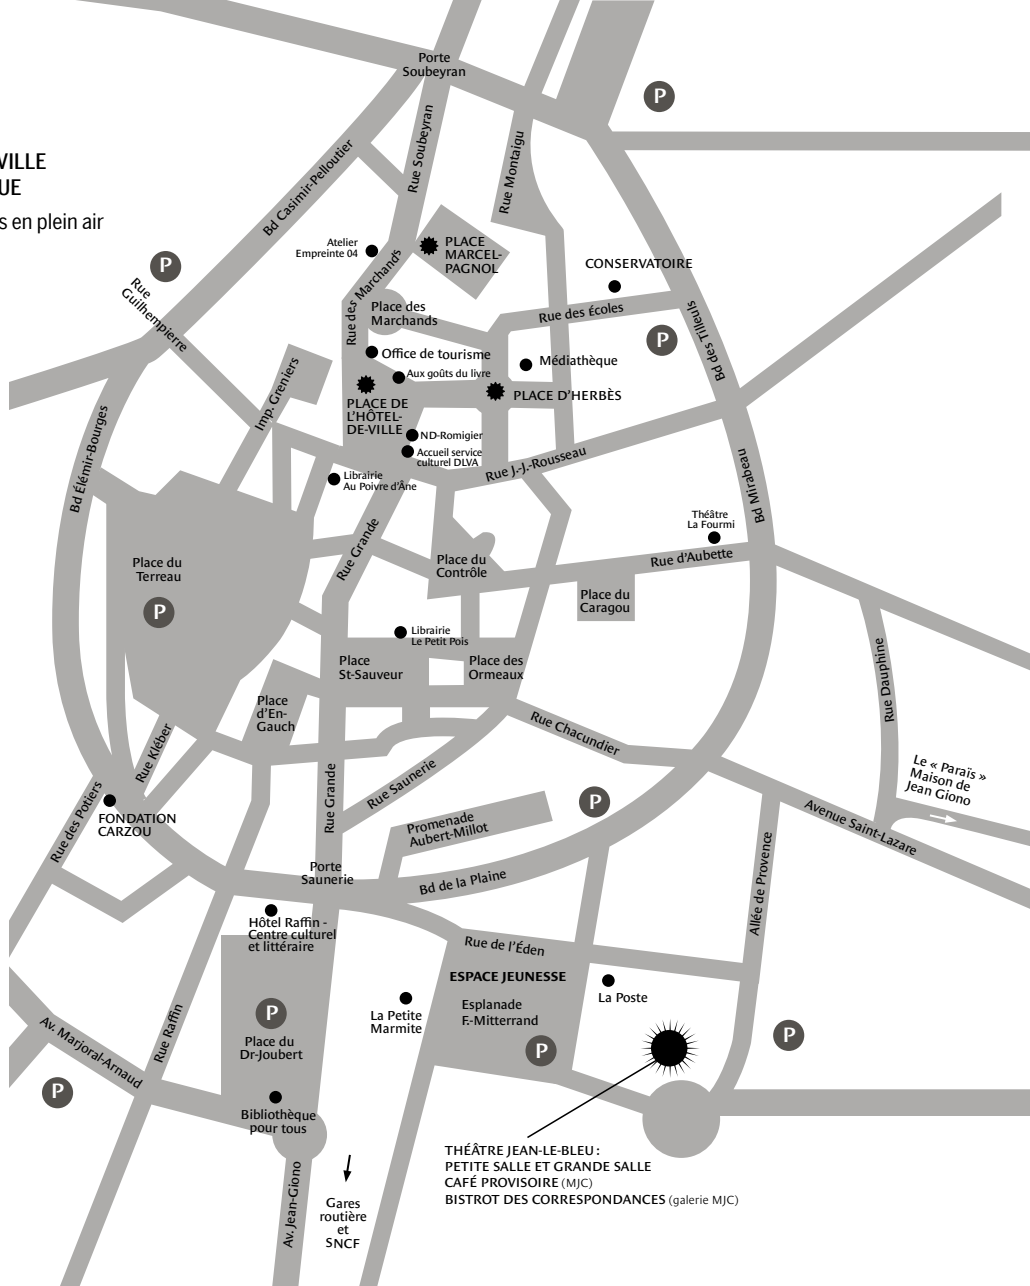 Porte
Soubeyran
P
VILLE
UE
s en plein air
Bd Casimir-Pelloutier
Rue Soubeyran
Rue Montaigu
Atelier
Empreinte 04
PLACE
MARCEL-
PAGNOL
P
Rue
Guilhempierre
CONSERVATOIRE
Rue des Marchands
Place des
Marchands
Rue des écoles
Bd des Tilleuls
P
Office de tourisme
Médiathèque
Aux goûts du livre
Imp. Greniers
PLACE DE
L’HÔTEL-
DE-VILLE
PLACE D’HERBÈS
ND-Romigier
Accueil service
culturel DLVA
Bd Élémir-Bourges
Rue J.-J.-Rousseau
Librairie
Au Poivre d’Âne
Bd Mirabeau
Théâtre
La Fourmi
Rue Grande
Place du
Contrôle
Rue d’Aubette
Place du
Terreau
P
Place du
Caragou
Librairie
Le Petit Pois
Place
St-Sauveur
Place des
Ormeaux
Rue Dauphine
Place
d’En-
Gauch
Rue Chacundier
Rue Kléber
Rue Grande
Rue Saunerie
Le « Paraïs »
Maison de
Jean Giono
Rue des Potiers
FONDATION
CARZOU
P
Promenade
Aubert-Millot
Avenue Saint-Lazare
Porte
Saunerie
Bd de la Plaine
Allée de Provence
Hôtel Raffin -
Centre culturel
et littéraire
Rue de l’Éden
ESPACE JEUNESSE
Esplanade
F.-Mitterrand
La Poste
La Petite
Marmite
P
Place du
Dr-Joubert
P
P
Rue Raffin
Av. Marjoral-Arnaud
P
Bibliothèque
pour tous
THÉÂTRE JEAN-LE-BLEU :
PETITE SALLE ET GRANDE SALLE
CAFÉ PROVISOIRE (MJC)
BISTROT DES CORRESPONDANCES (galerie MJC)
Av. Jean-Giono
Gares
routière
et
SNCF